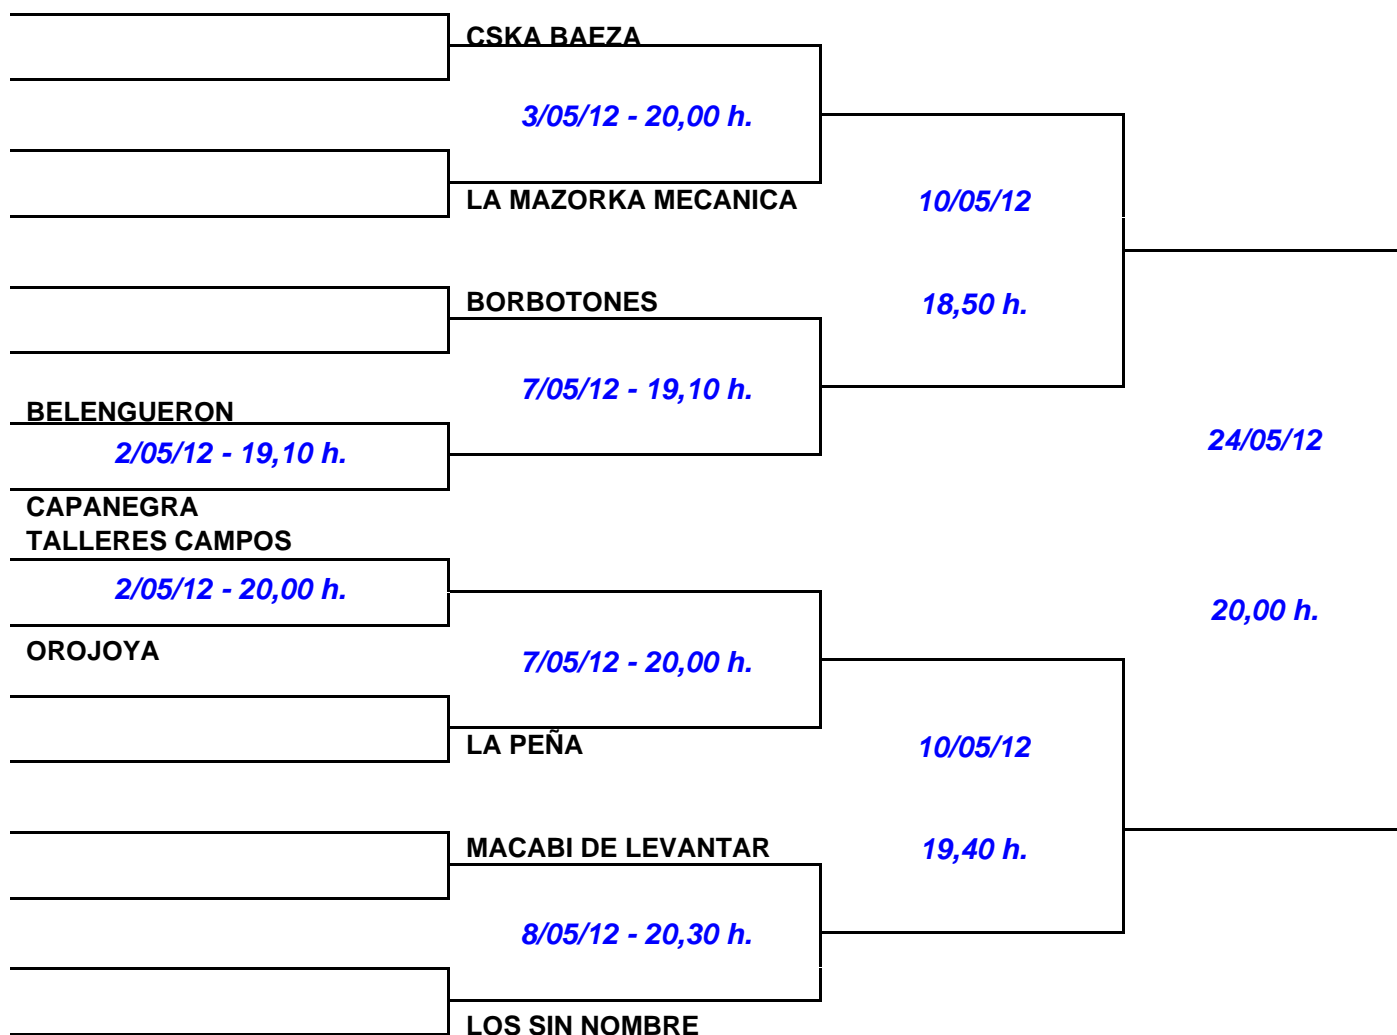 CSKA BAEZA
3/05/12 - 20,00 h.
LA MAZORKA MECANICA
10/05/12
BORBOTONES
18,50 h.
7/05/12 - 19,10 h.
BELENGUERON
2/05/12 - 19,10 h.
24/05/12
CAPANEGRA
TALLERES CAMPOS
2/05/12 - 20,00 h.
20,00 h.
OROJOYA
7/05/12 - 20,00 h.
LA PEÑA
10/05/12
MACABI DE LEVANTAR
19,40 h.
8/05/12 - 20,30 h.
LOS SIN NOMBRE